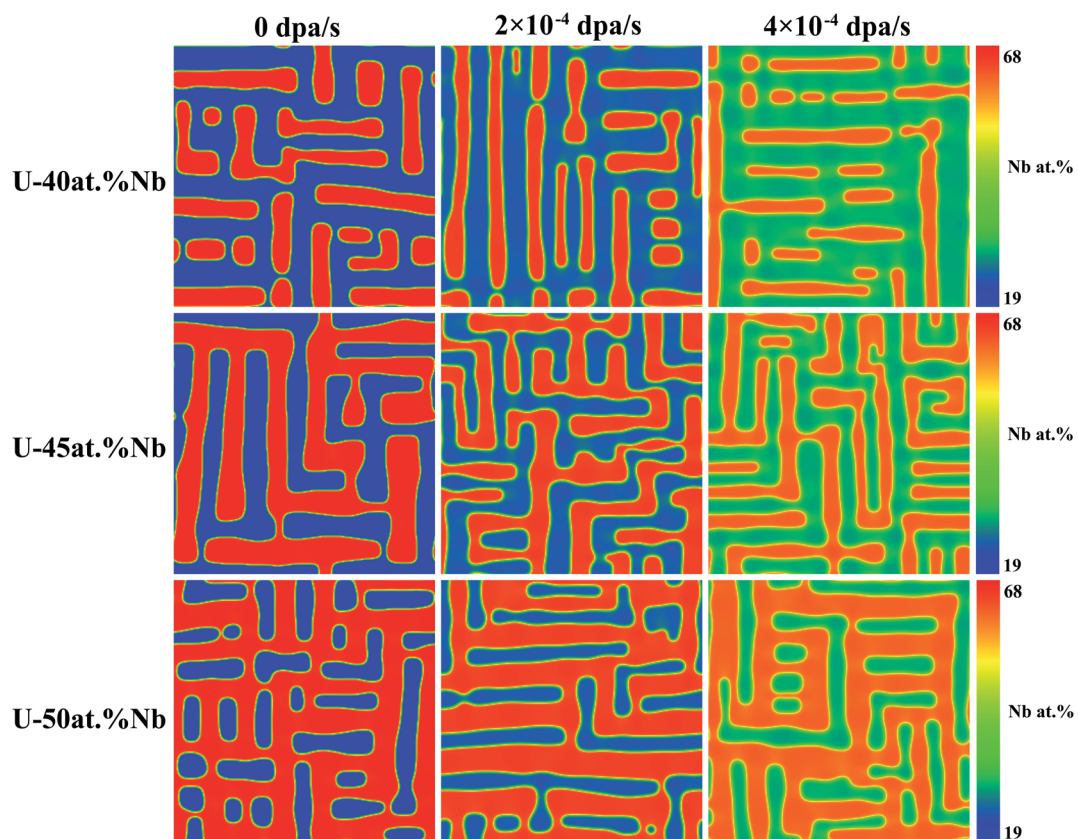 0 dpa/s
2×10⁻⁴ dpa/s
4×10⁻⁴ dpa/s
68
U-40at.%Nb
Nb at.%
19
68
U-45at.%Nb
Nb at.%
19
68
U-50at.%Nb
Nb at.%
19